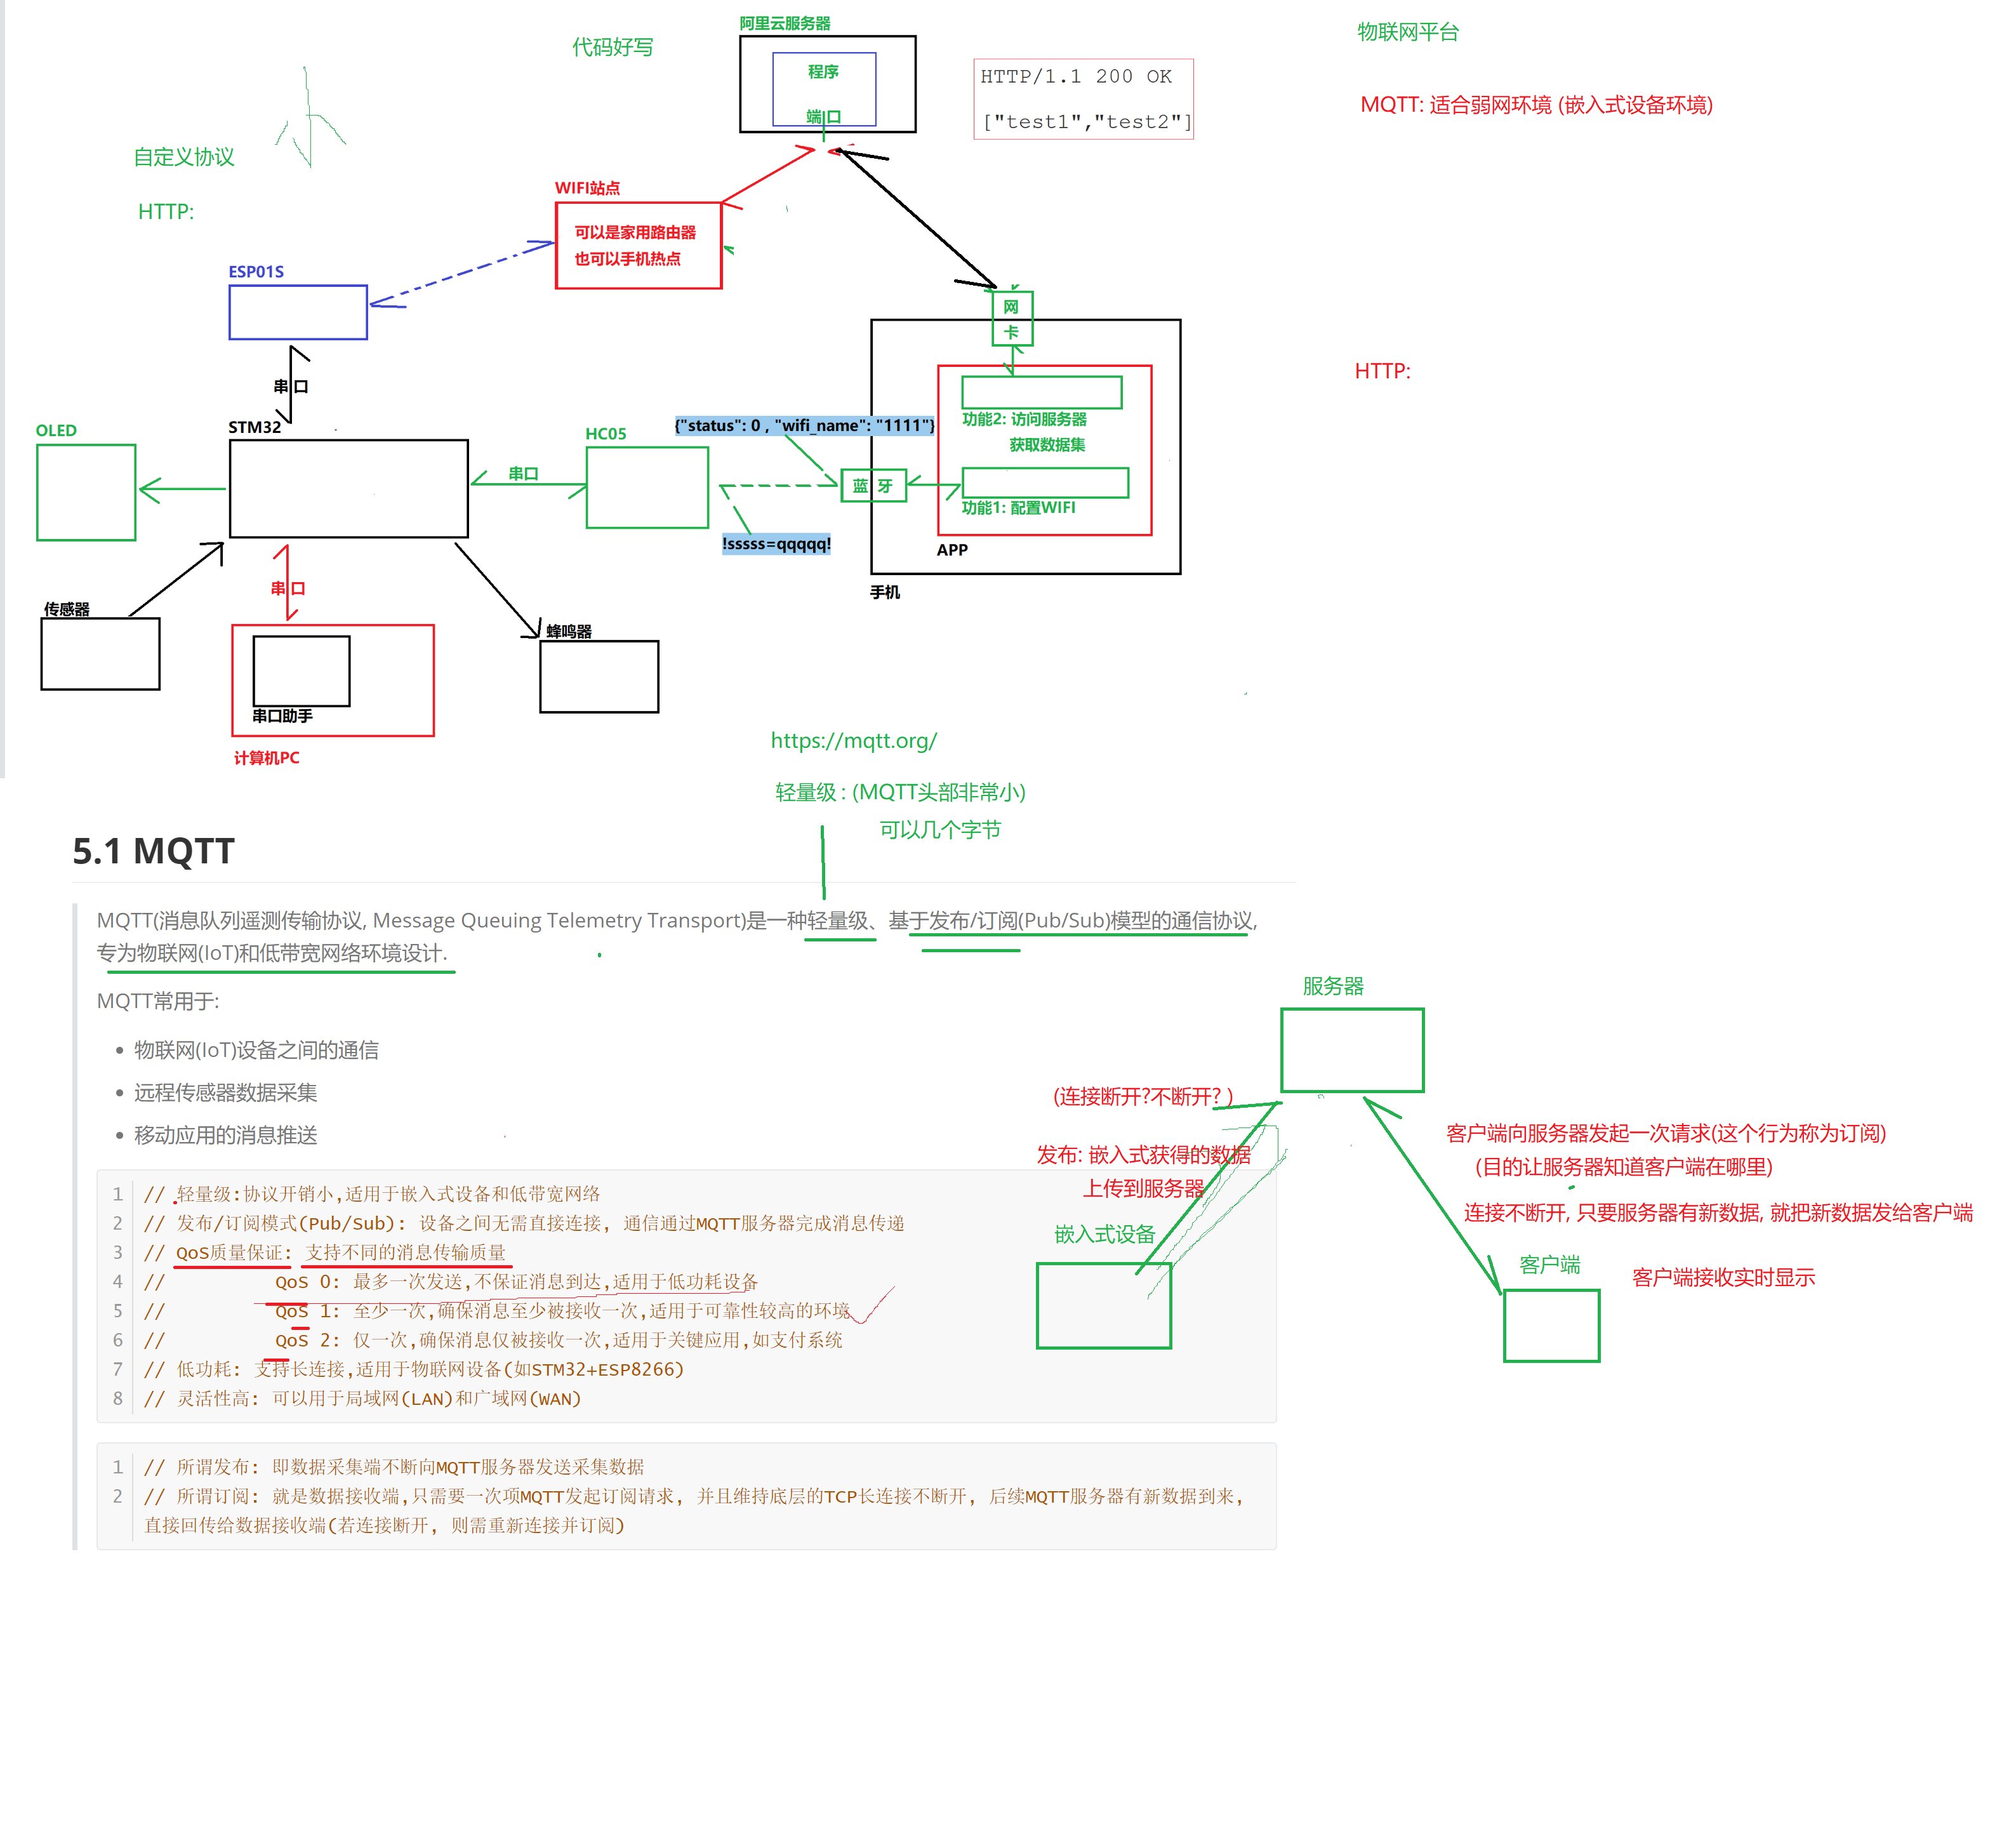 阿里云服务器
程序
端口
代码好写
HTTP/1.1 200 OK
["test1","test2"]
物联网平台
MQTT: 适合弱网环境 (嵌入式设备环境)
自定义协议
HTTP:
WIFI站点
可以是家用路由器
也可以手机热点
ESP01S
串口
网
卡
HTTP:
OLED
STM32
串口
HC05
{"status": 0 , "wifi_name": "1111"}
蓝 牙
!sssss=qqqqq!
功能2: 访问服务器
获取数据集
功能1: 配置WIFI
APP
手机
传感器
串口
蜂鸣器
串口助手
计算机PC
https://mqtt.org/
轻量级 : (MQTT头部非常小)
可以几个字节
5.1 MQTT
MQTT(消息队列遥测传输协议, Message Queuing Telemetry Transport)是一种轻量级、基于发布/订阅(Pub/Sub)模型的通信协议,
专为物联网(IoT)和低带宽网络环境设计.
MQTT常用于:
• 物联网(IoT)设备之间的通信
• 远程传感器数据采集
• 移动应用的消息推送
1 // 轻量级:协议开销小,适用于嵌入式设备和低带宽网络
2 // 发布/订阅模式(Pub/Sub): 设备之间无需直接连接, 通信通过MQTT服务器完成消息传递
3 // QoS质量保证: 支持不同的消息传输质量
4 // QoS 0: 最多一次发送,不保证消息到达,适用于低功耗设备
5 // QoS 1: 至少一次,确保消息至少被接收一次,适用于可靠性较高的环境
6 // QoS 2: 仅一次,确保消息仅被接收一次,适用于关键应用,如支付系统
7 // 低功耗: 支持长连接,适用于物联网设备(如STM32+ESP8266)
8 // 灵活性高: 可以用于局域网(LAN)和广域网(WAN)
1 // 所谓发布: 即数据采集端不断向MQTT服务器发送采集数据
2 // 所谓订阅: 就是数据接收端,只需要一次项MQTT发起订阅请求, 并且维持底层的TCP长连接不断开, 后续MQTT服务器有新数据到来,
直接回传给数据接收端(若连接断开, 则需重新连接并订阅)
服务器
(连接断开?不断开? )
发布: 嵌入式获得的数据
上传到服务器
嵌入式设备
客户端向服务器发起一次请求(这个行为称为订阅)
(目的让服务器知道客户端在哪里)
连接不断开, 只要服务器有新数据, 就把新数据发给客户端
客户端
客户端接收实时显示